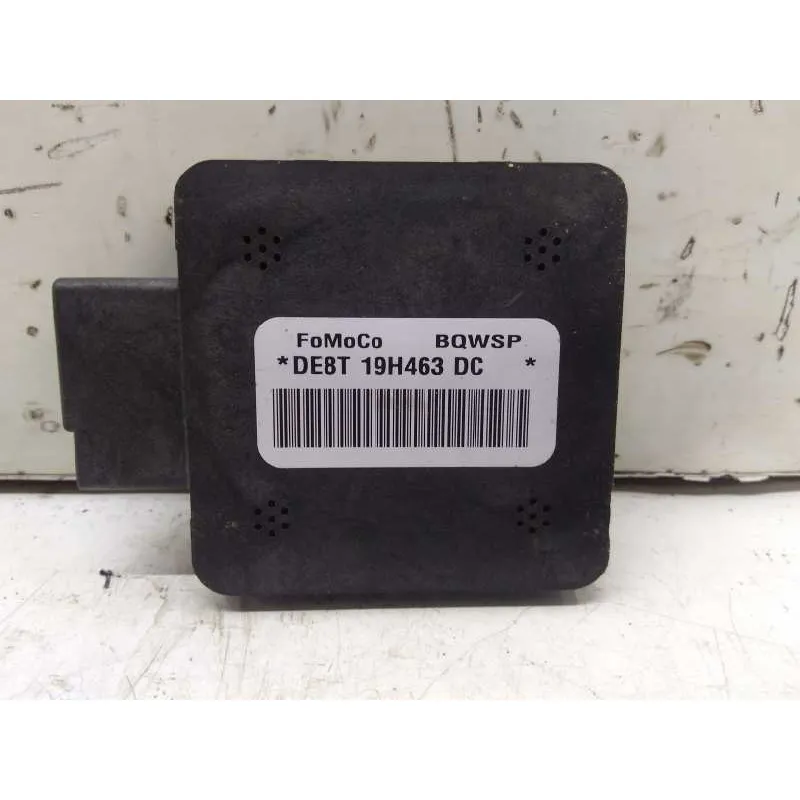 FoMoCo BQWSP
*DE8T 19H463 DC *